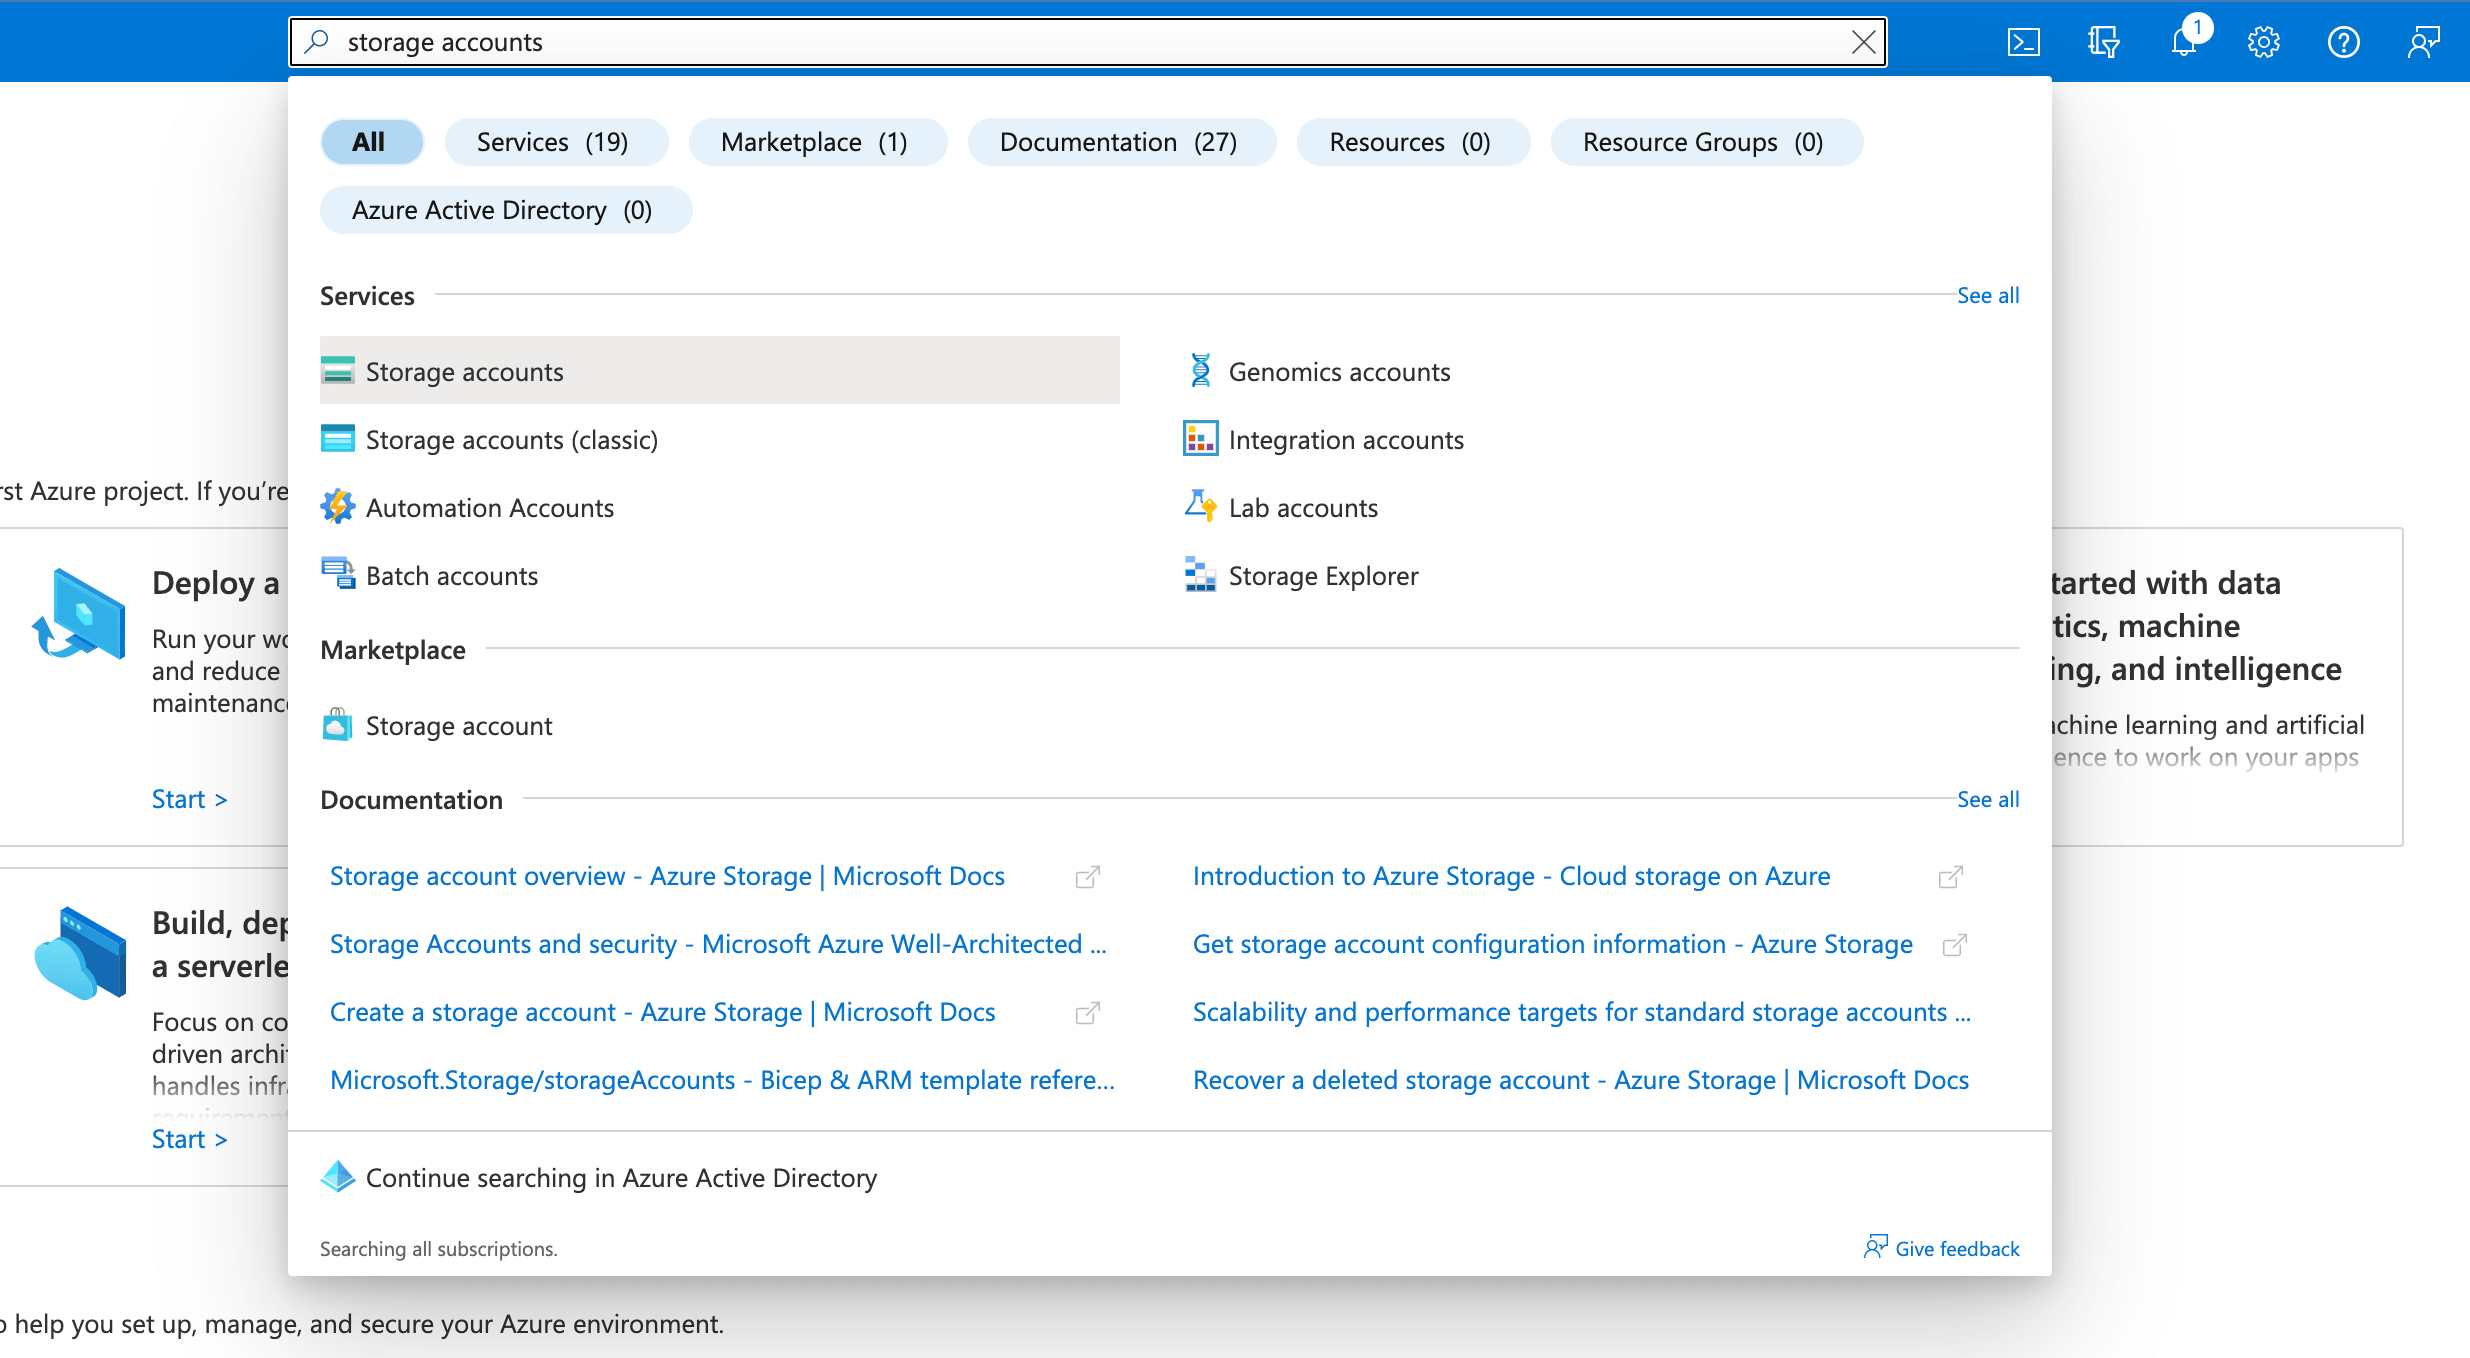 storage accounts
1
All
Services (19)
Marketplace (1)
Documentation (27)
Resources (0)
Resource Groups (0)
Azure Active Directory (0)
Services
See all
Storage accounts
Genomics accounts
Storage accounts (classic)
Integration accounts
Automation Accounts
Lab accounts
Batch accounts
Storage Explorer
Marketplace
Storage account
Documentation
See all
Storage account overview - Azure Storage | Microsoft Docs
Introduction to Azure Storage - Cloud storage on Azure
Storage Accounts and security - Microsoft Azure Well-Architected ...
Get storage account configuration information - Azure Storage
Create a storage account - Azure Storage | Microsoft Docs
Scalability and performance targets for standard storage accounts ...
Microsoft.Storage/storageAccounts - Bicep & ARM template refere...
Recover a deleted storage account - Azure Storage | Microsoft Docs
Continue searching in Azure Active Directory
Searching all subscriptions.
Give feedback
rst Azure project. If you're
Deploy a
Run your wo
and reduce
maintenance
Start >
Build, dep
a serverle
Focus on co
driven archi
handles infr
requirement
Start >
tarted with data
tics, machine
ing, and intelligence
achine learning and artificial
ence to work on your apps
o help you set up, manage, and secure your Azure environment.